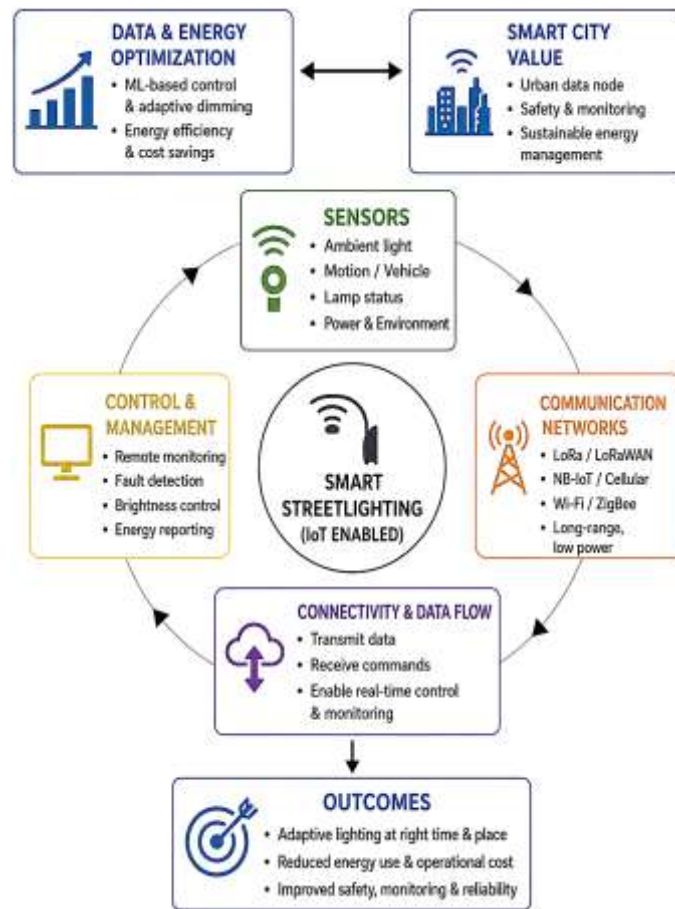 DATA & ENERGY
OPTIMIZATION
• ML-based control
& adaptive dimming
• Energy efficiency
& cost savings
SMART CITY
VALUE
• Urban data node
• Safety & monitoring
• Sustainable energy
management
SENSORS
• Ambient light
• Motion / Vehicle
• Lamp status
• Power & Environment
CONTROL &
MANAGEMENT
• Remote monitoring
• Fault detection
• Brightness control
• Energy reporting
SMART
STREETLIGHTING
(IoT ENABLED)
COMMUNICATION
NETWORKS
• LoRa / LoRaWAN
• NB-IoT / Cellular
• Wi-Fi / ZigBee
• Long-range,
low power
CONNECTIVITY & DATA FLOW
• Transmit data
• Receive commands
• Enable real-time control
& monitoring
OUTCOMES
• Adaptive lighting at right time & place
• Reduced energy use & operational cost
• Improved safety, monitoring & reliability